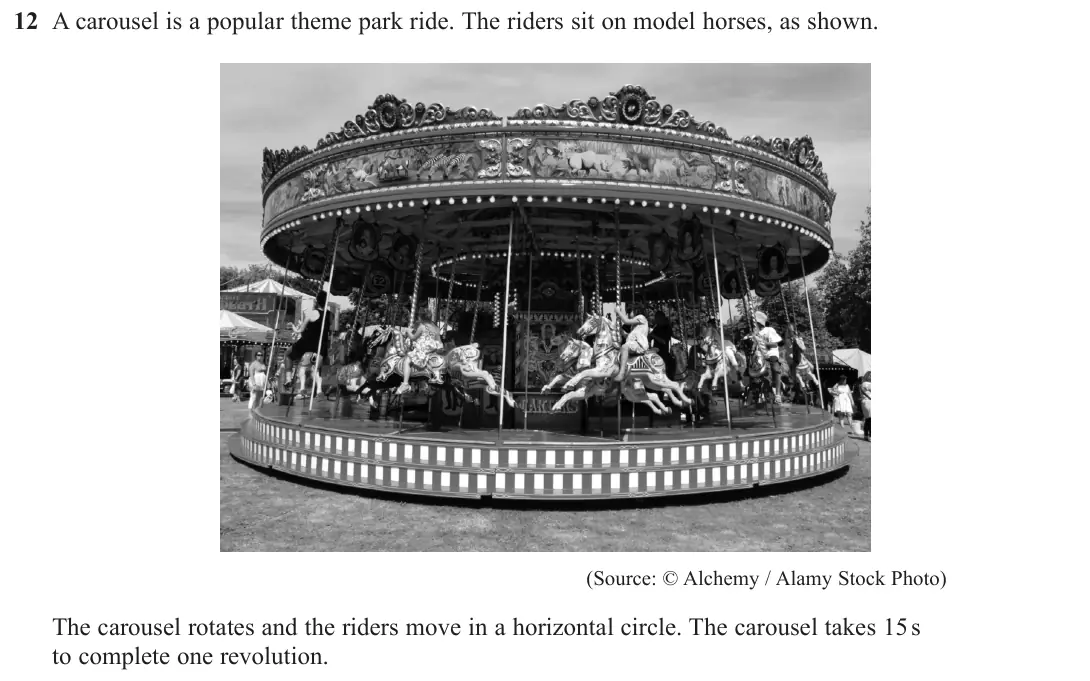 12 A carousel is a popular theme park ride. The riders sit on model horses, as shown.
(Source: © Alchemy / Alamy Stock Photo)
The carousel rotates and the riders move in a horizontal circle. The carousel takes 15 s
to complete one revolution.